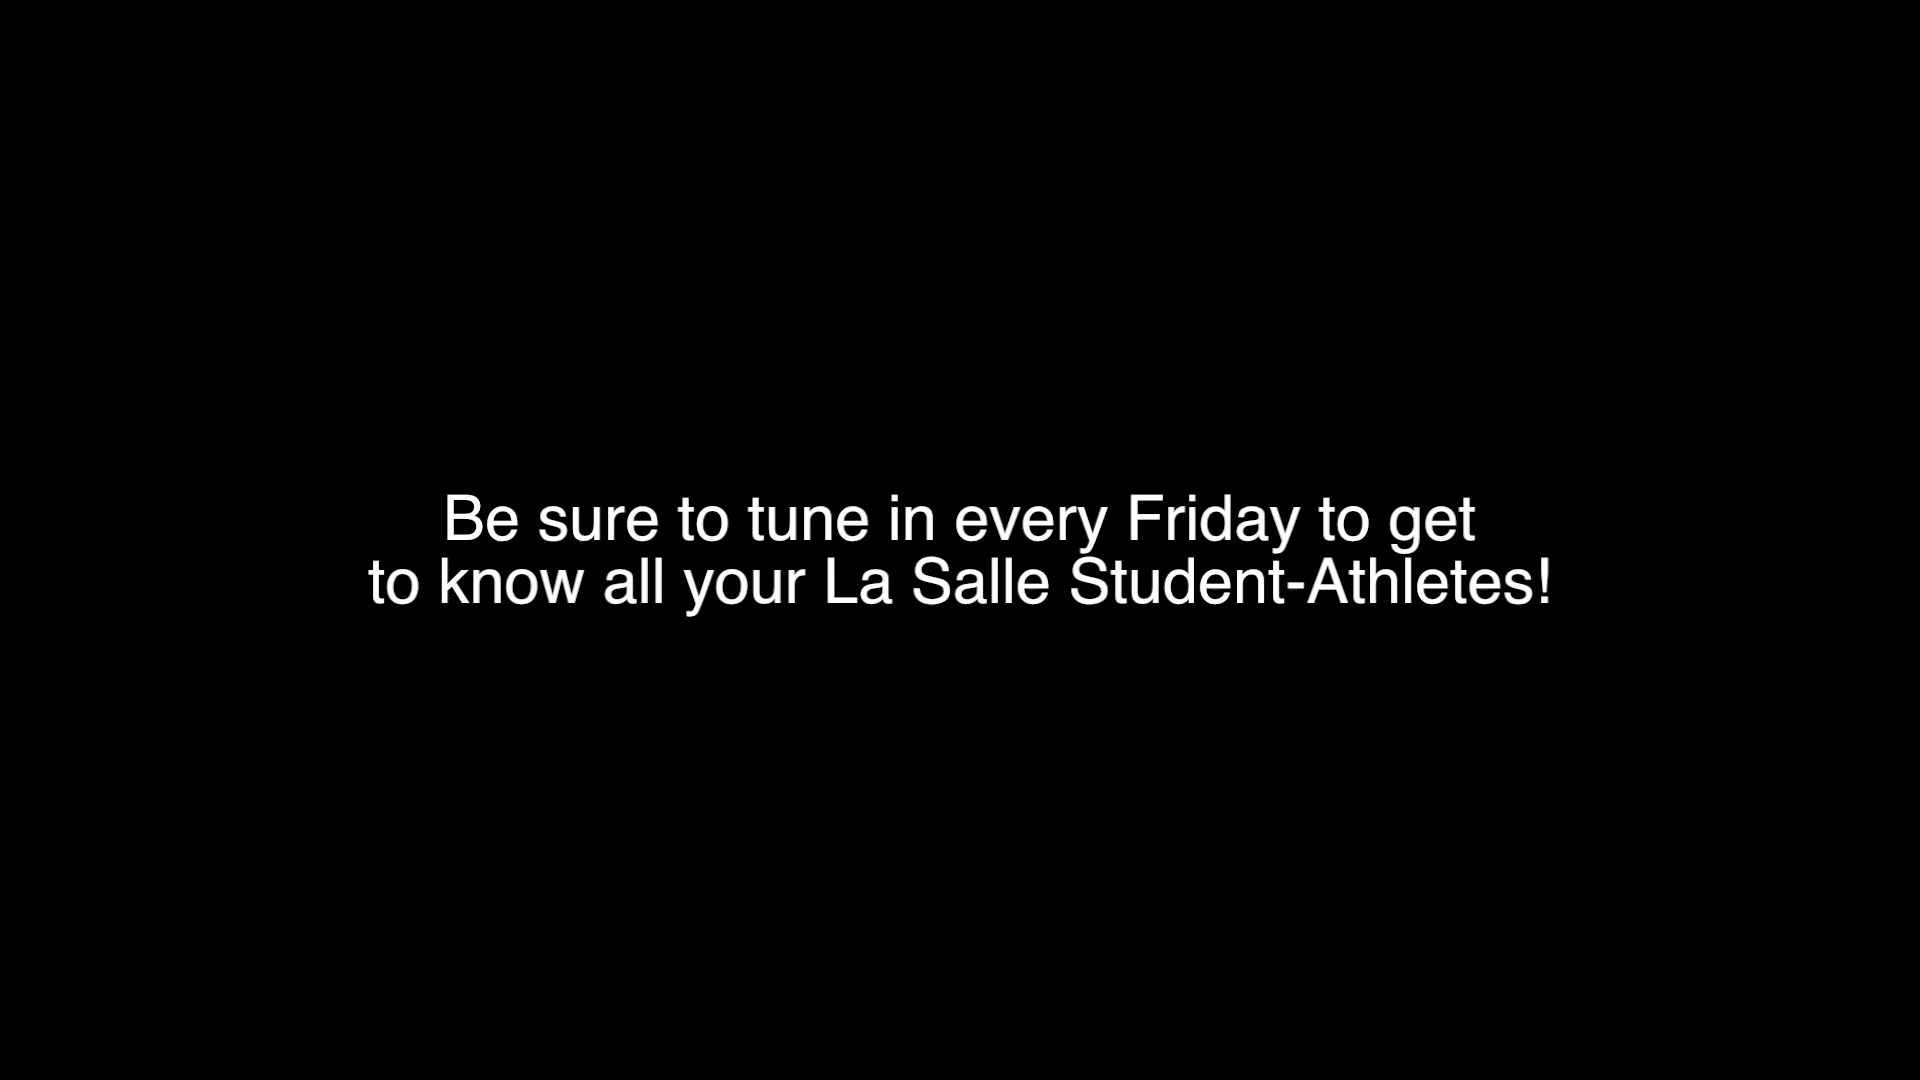 Be sure to tune in every Friday to get
to know all your La Salle Student-Athletes!